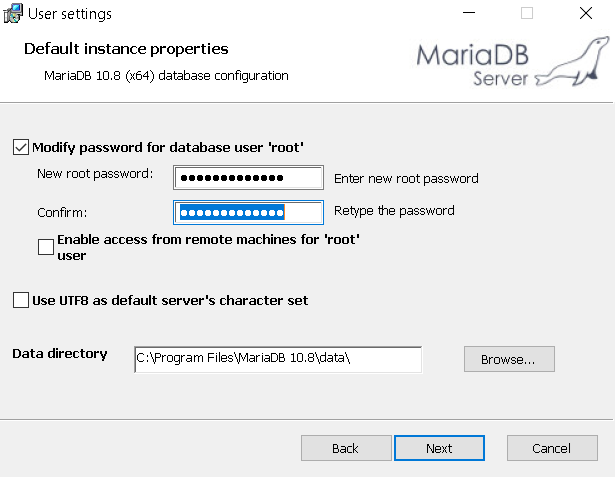 User settings
Default instance properties
MariaDB 10.8 (x64) database configuration
MariaDB
Server
Modify password for database user 'root'
New root password:
●●●●●●●●●●●●●
Enter new root password
Confirm:
●●●●●●●●●●●●●
Retype the password
Enable access from remote machines for 'root'
user
Use UTF8 as default server's character set
Data directory
C:\Program Files\MariaDB 10.8\data\
Browse...
Back
Next
Cancel